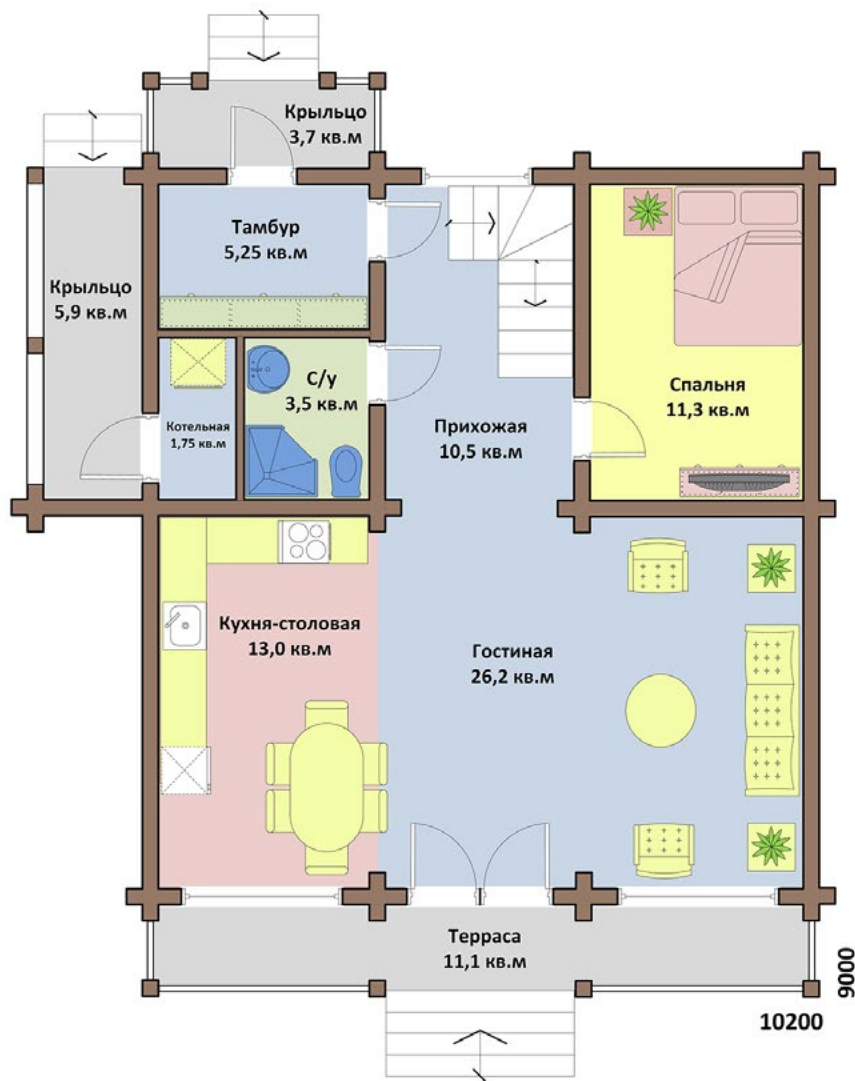 Крыльцо
3,7 кв.м
Тамбур
5,25 кв.м
Крыльцо
5,9 кв.м
С/у
3,5 кв.м
Котельная
1,75 кв.м
Прихожая
10,5 кв.м
Спальня
11,3 кв.м
Кухня-столовая
13,0 кв.м
Гостиная
26,2 кв.м
Терраса
11,1 кв.м
9000
10200